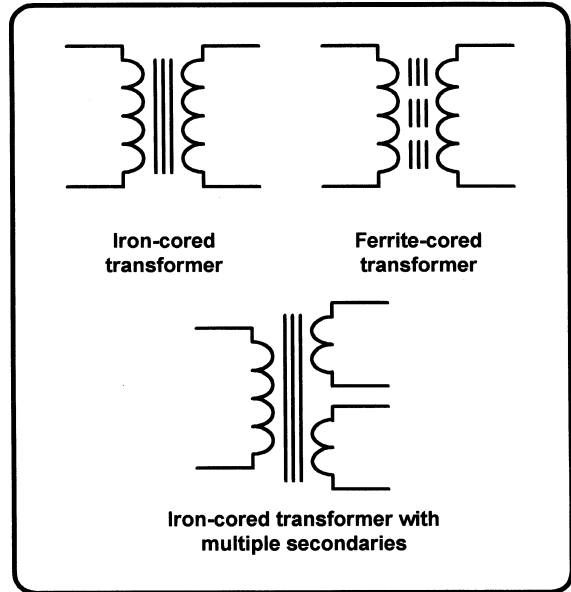 Iron-cored
transformer
Ferrite-cored
transformer
Iron-cored transformer with
multiple secondaries